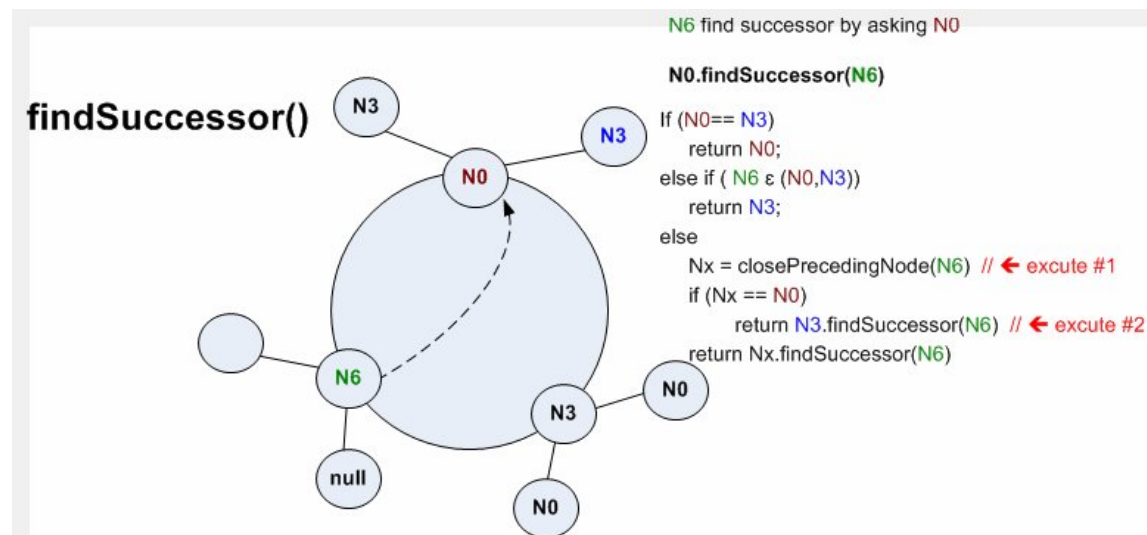 N6 find successor by asking N0
N0.findSuccessor(N6)
findSuccessor()
If (N0== N3)
return N0;
else if ( N6 ε (N0,N3))
return N3;
else
Nx = closePrecedingNode(N6) // ← excute #1
if (Nx == N0)
return N3.findSuccessor(N6) // ← excute #2
return Nx.findSuccessor(N6)
N3
N3
N0
N6
null
N3
N0
N0